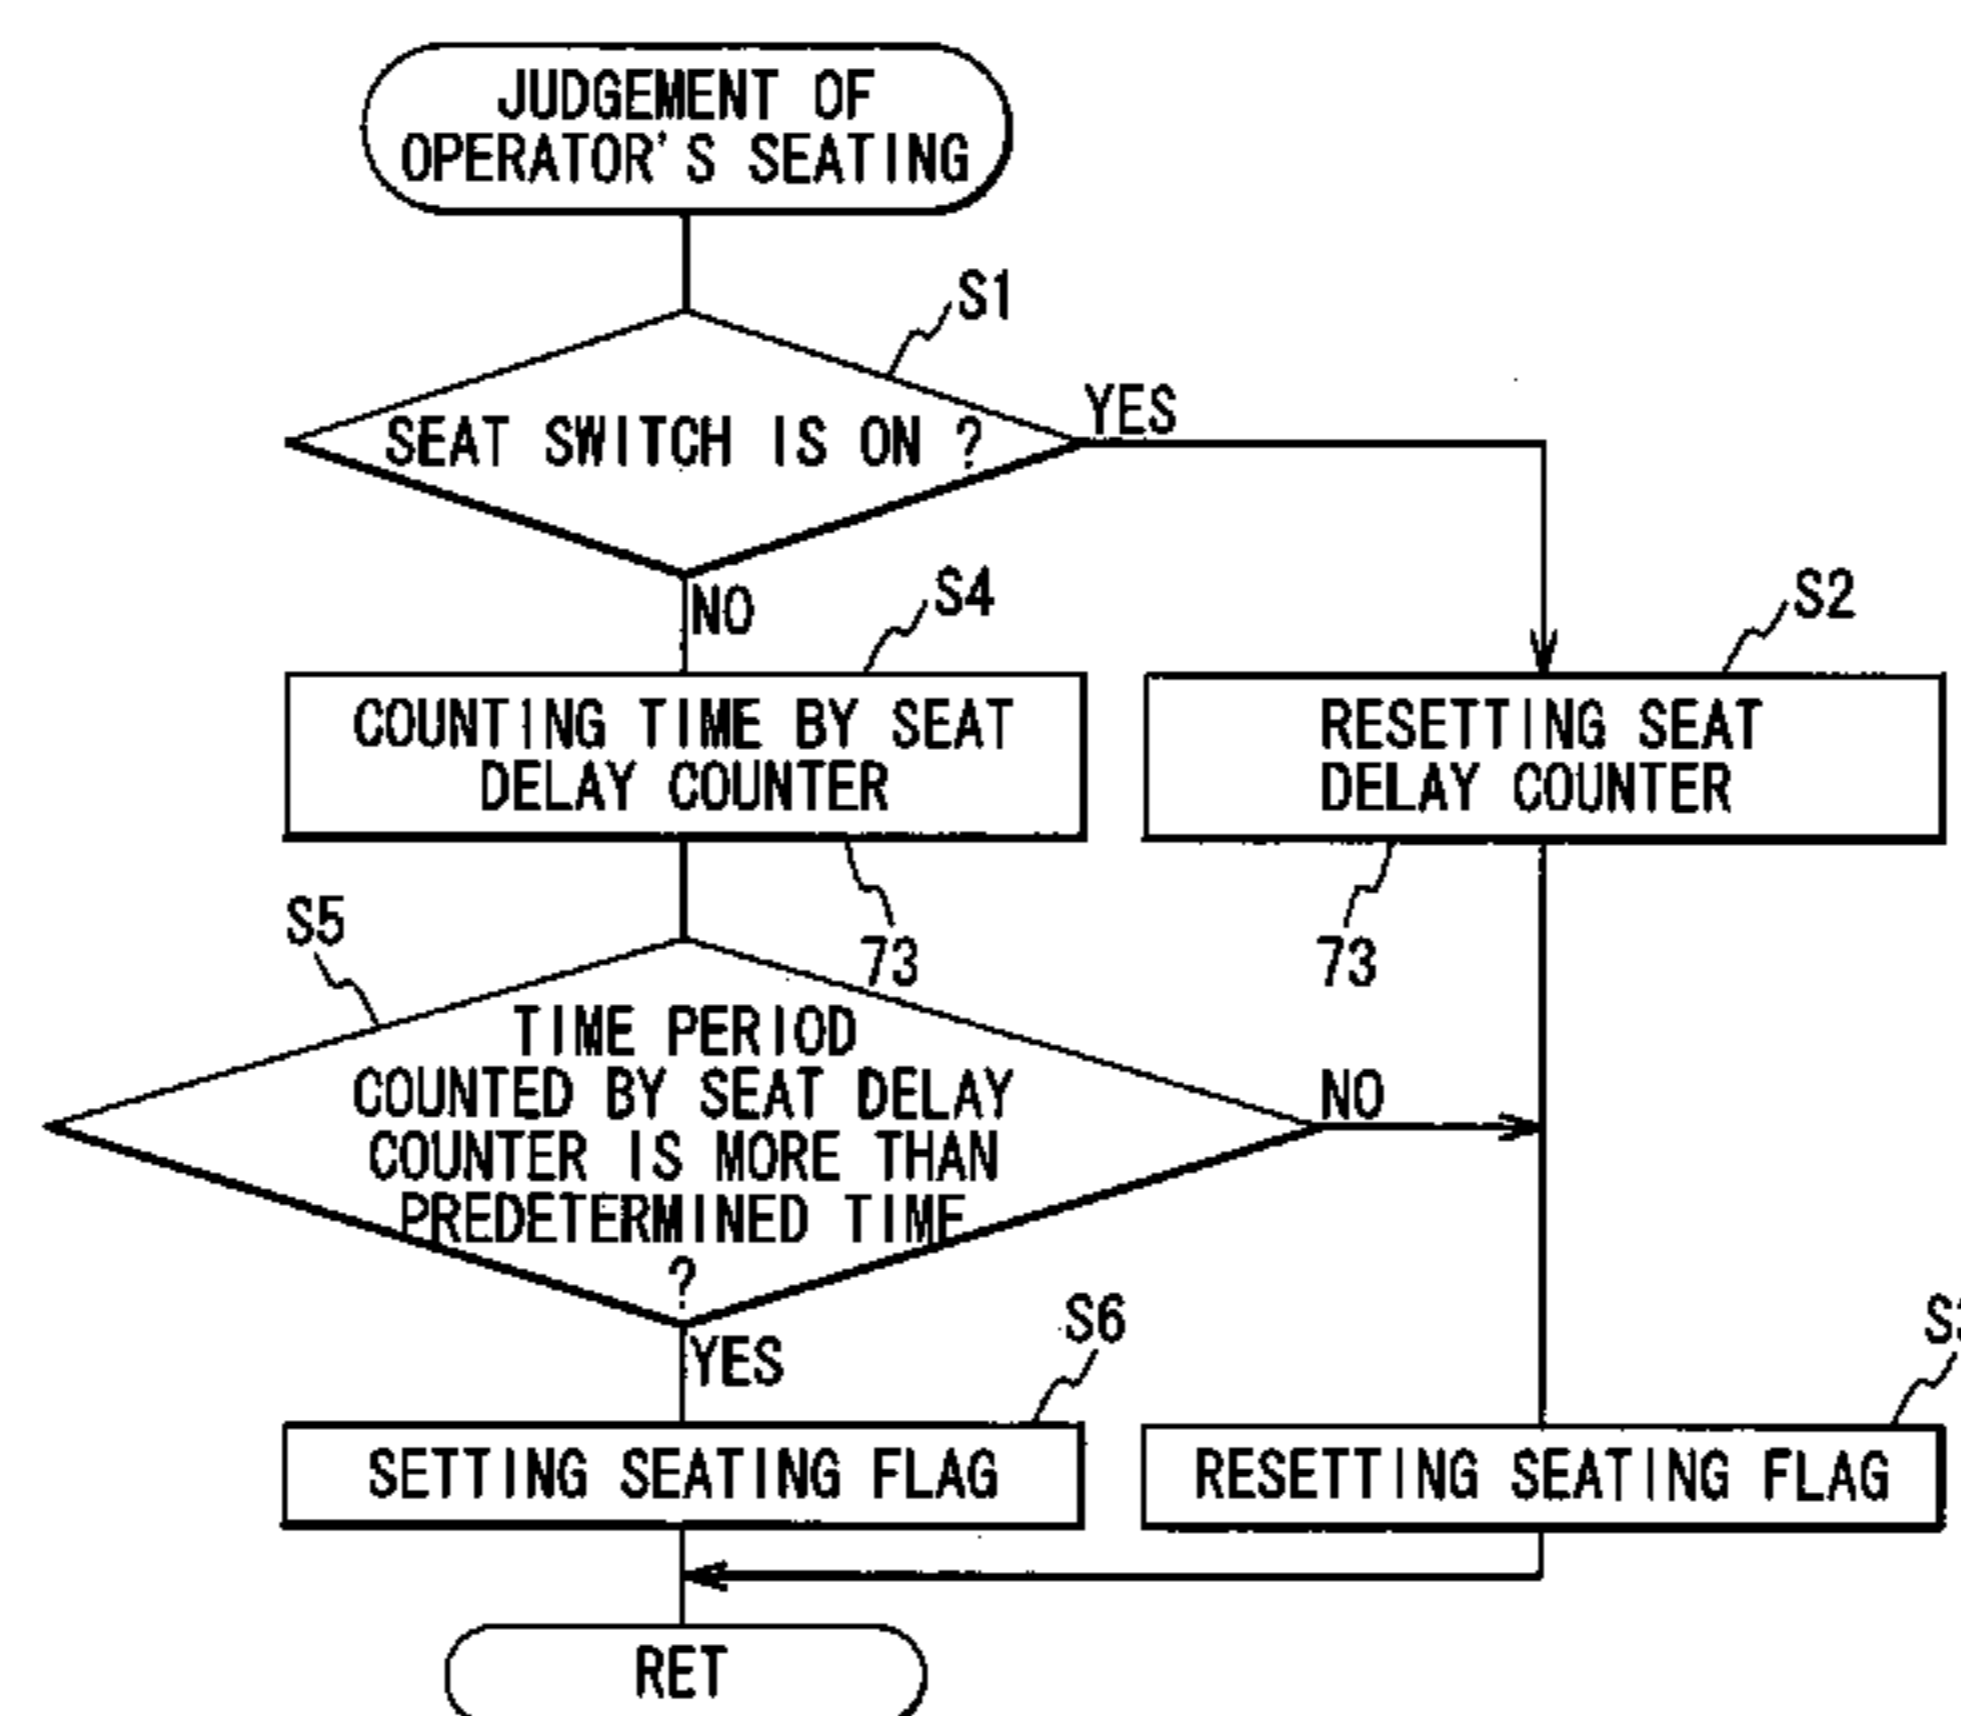 JUDGEMENT OF
OPERATOR'S SEATING
S1
SEAT SWITCH IS ON ?
YES
NO
S4
S2
COUNTING TIME BY SEAT
DELAY COUNTER
RESETTING SEAT
DELAY COUNTER
73
73
S5
TIME PERIOD
COUNTED BY SEAT DELAY
COUNTER IS MORE THAN
PREDETERMINED TIME
?
NO
YES
S6
SETTING SEATING FLAG
RESETTING SEATING FLAG
RET